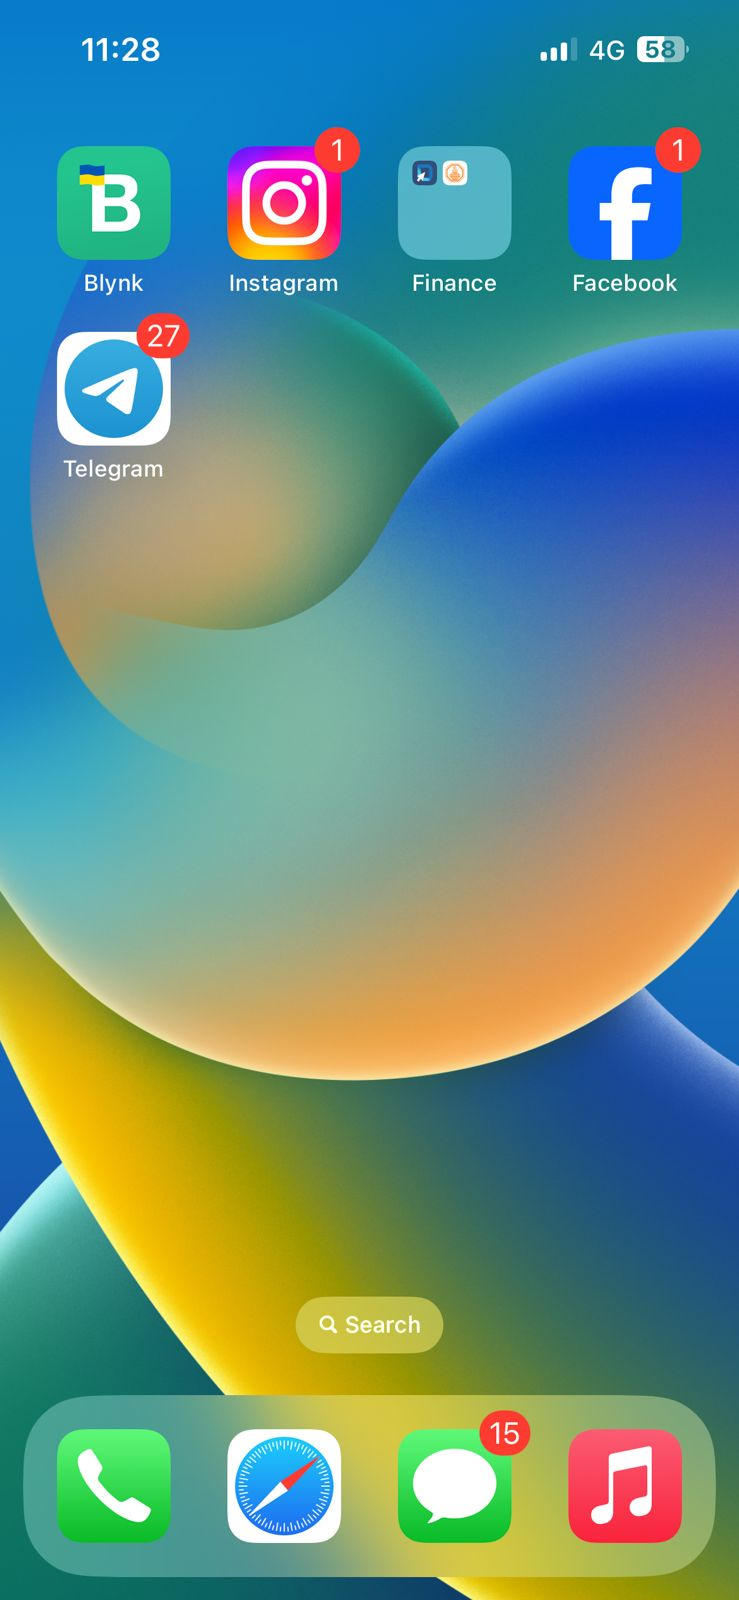 11:28 4G 58
1 1
B
Blynk Instagram Finance Facebook
27
Telegram
Search
15